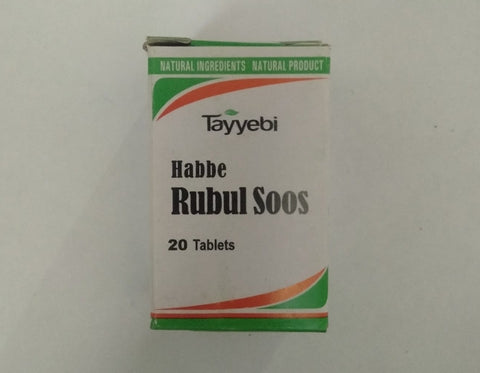 NATURAL INGREDIENTS NATURAL PRODUCT
Tayyebi
Habbe
Rubul Soos
20 Tablets